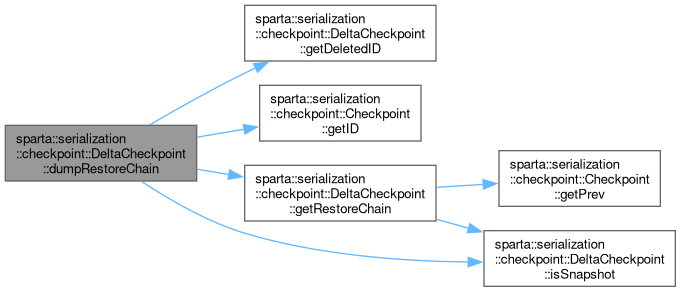 sparta::serialization
::checkpoint::DeltaCheckpoint
::getDeletedID
sparta::serialization
::checkpoint::Checkpoint
::getID
sparta::serialization
::checkpoint::DeltaCheckpoint
::dumpRestoreChain
sparta::serialization
::checkpoint::DeltaCheckpoint
::getRestoreChain
sparta::serialization
::checkpoint::Checkpoint
::getPrev
sparta::serialization
::checkpoint::DeltaCheckpoint
::isSnapshot